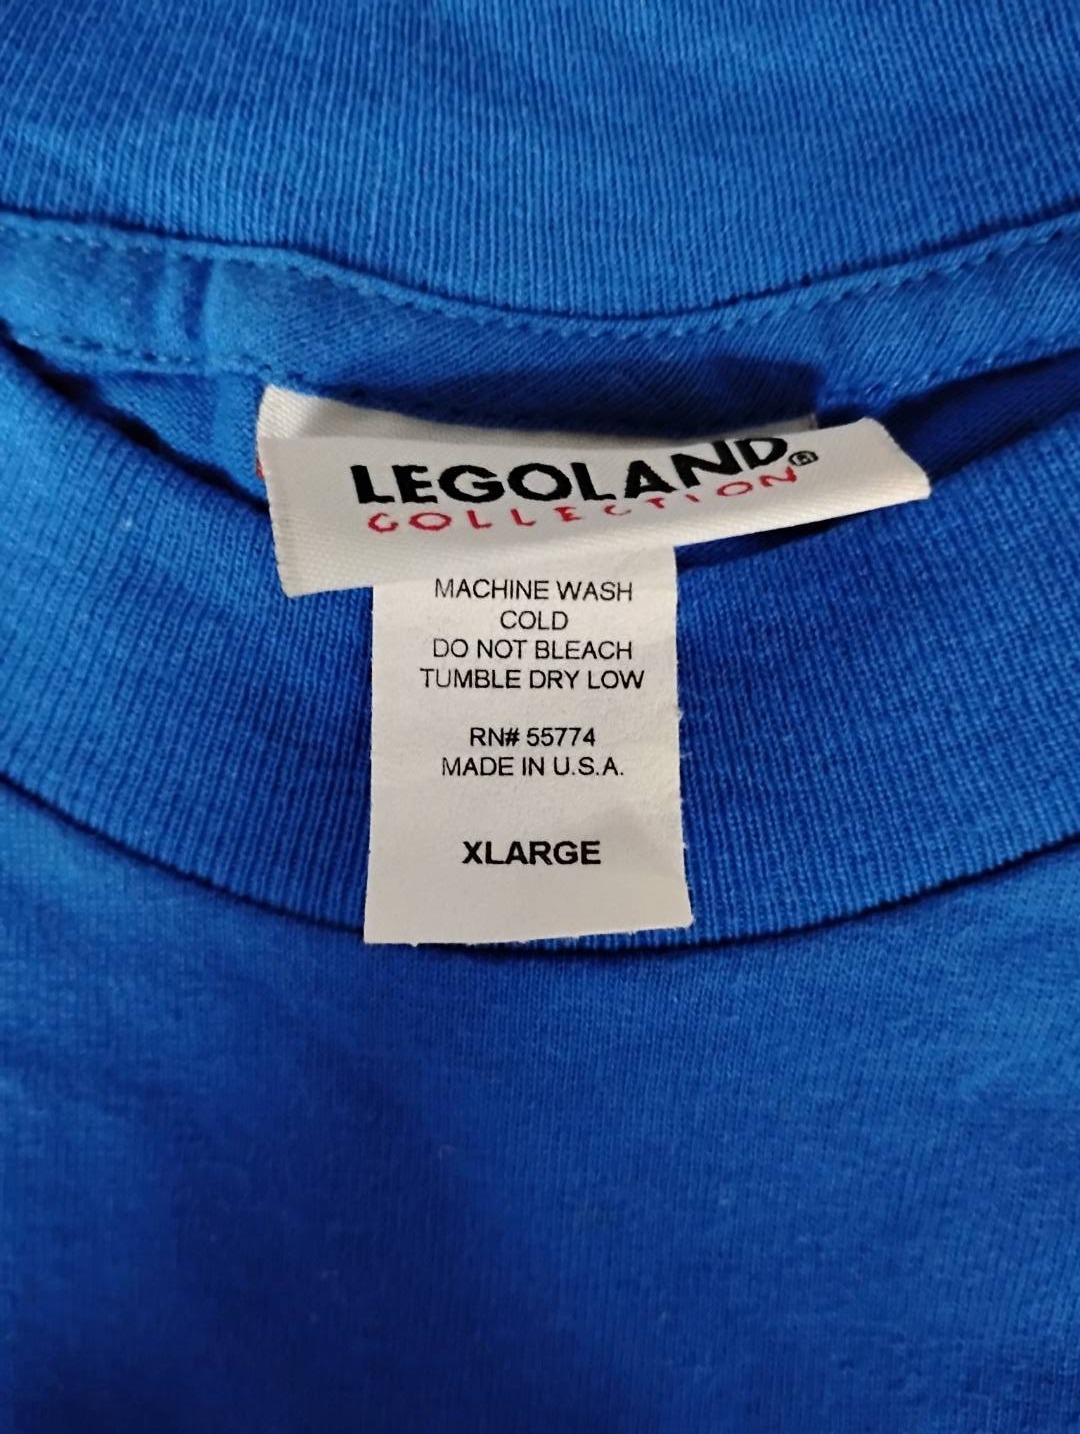 LEGOLAND®
COLLECTION
MACHINE WASH
COLD
DO NOT BLEACH
TUMBLE DRY LOW
RN# 55774
MADE IN U.S.A.
XLARGE